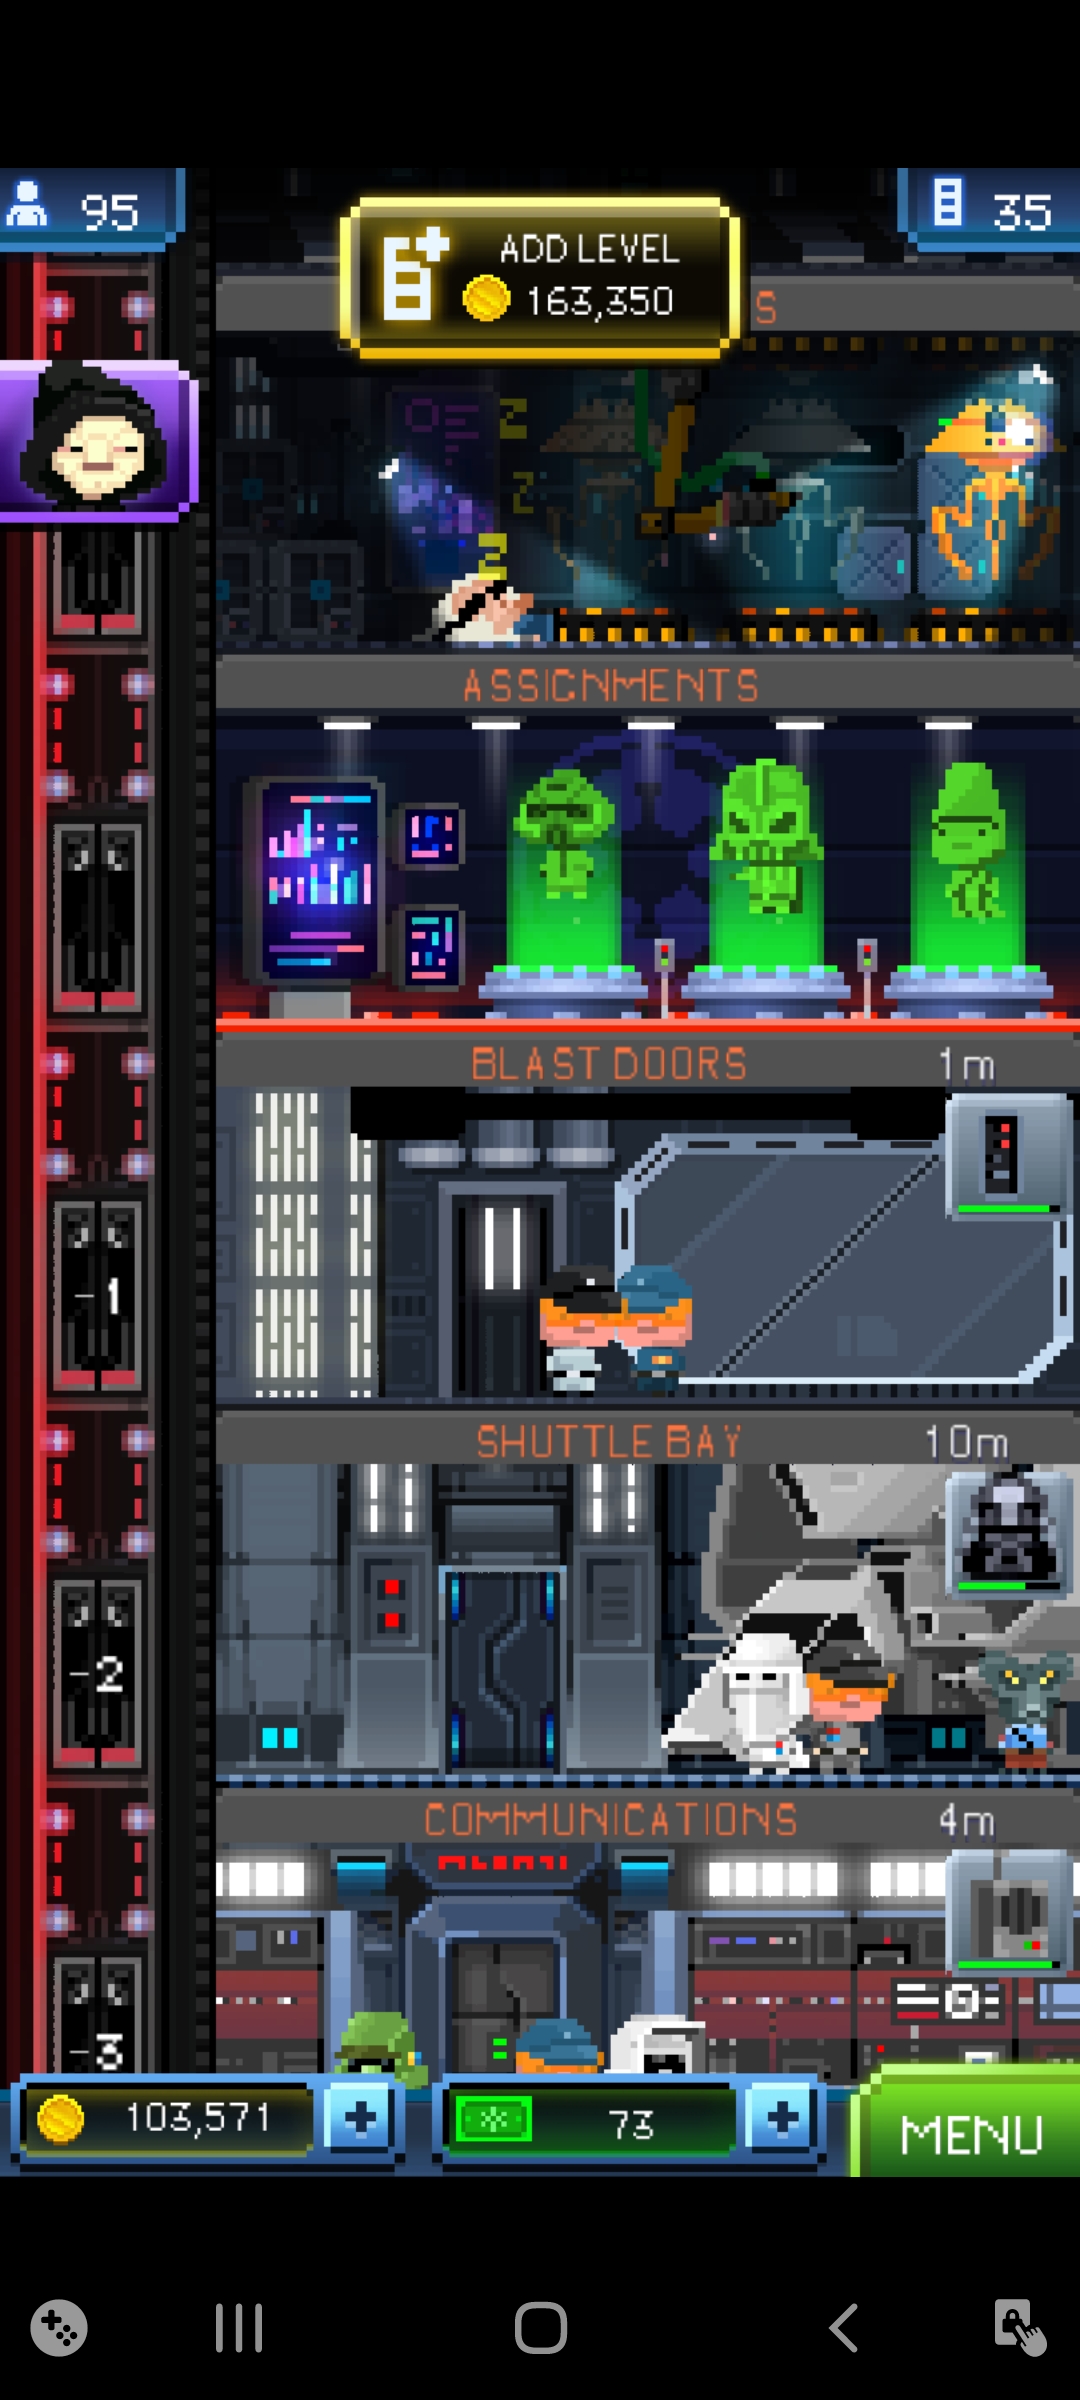 95
ADD LEVEL
163,350
35
S
Z
Z
Z
ASSIGNMENTS
BLAST DOORS 1m
-1
SHUTTLE BAY 10m
-2
COMMUNICATIONS 4m
-3
103,571
+
73
+
MENU